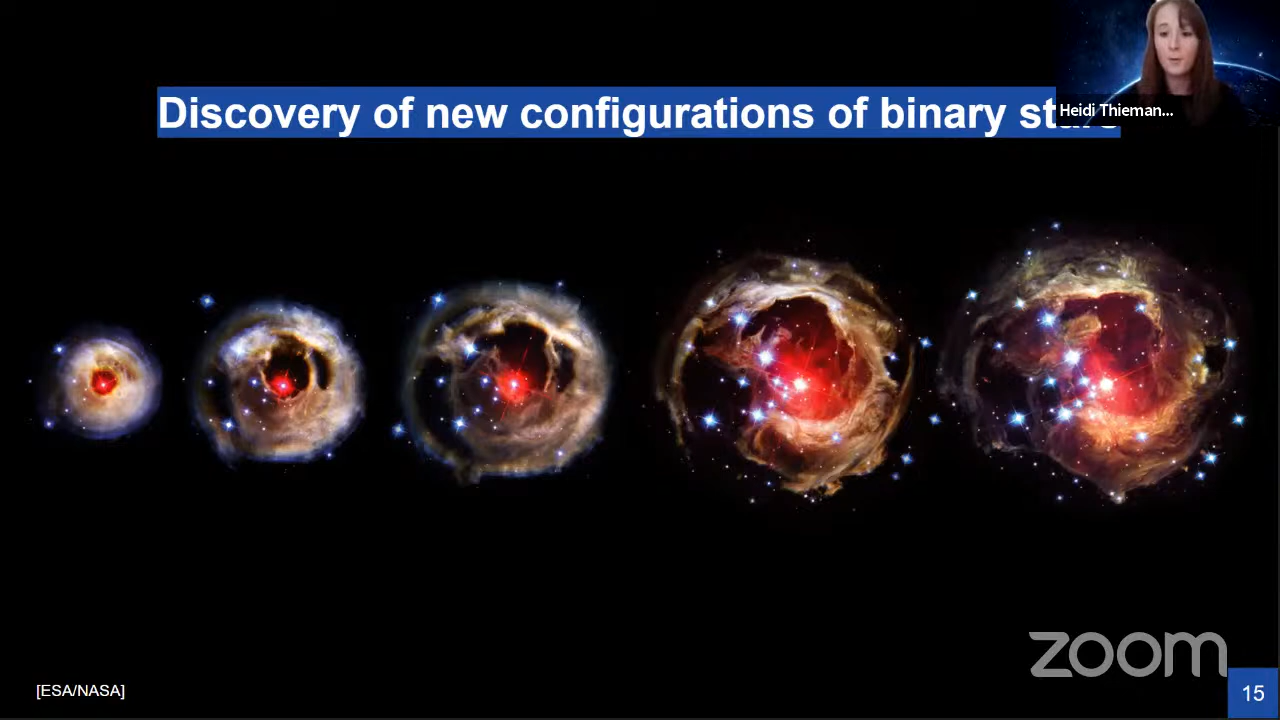 Discovery of new configurations of binary
Heidi Thieman...
zoom
[ESA/NASA]
15